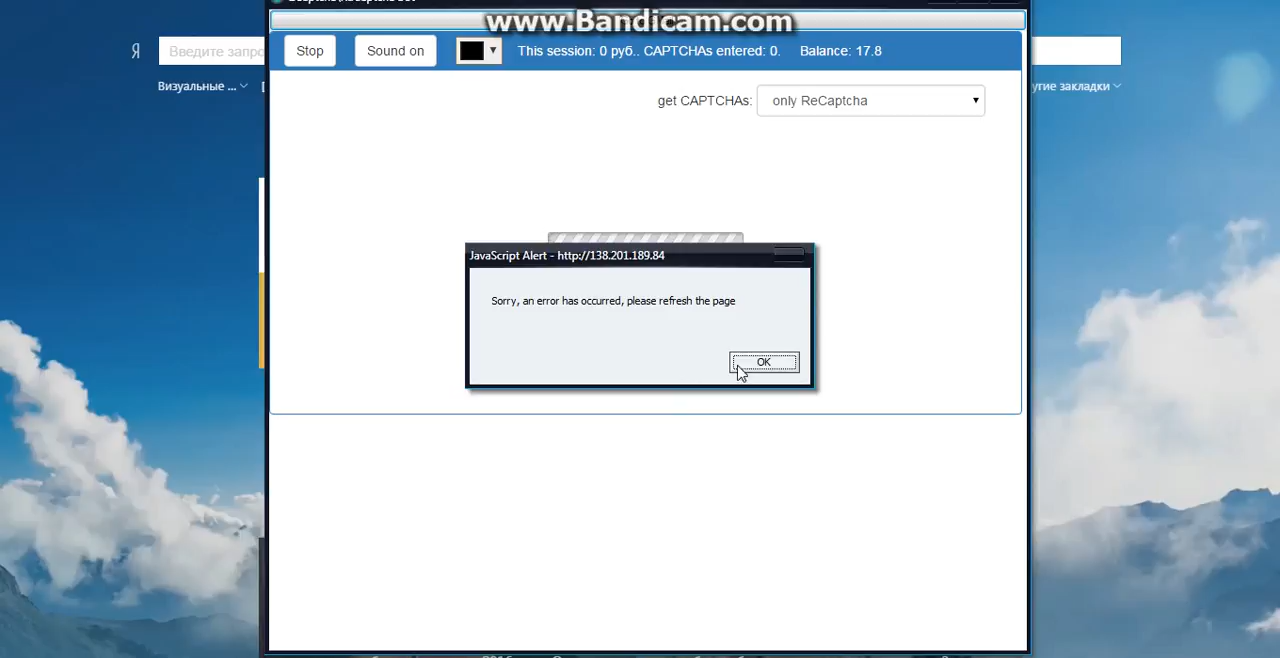 www.Bandicam.com
Я
Введите запро
Stop
Sound on
This session: 0 руб.. CAPTCHAs entered: 0.
Balance: 17.8
Визуальные ...
угие закладки
get CAPTCHAs:
only ReCaptcha
JavaScript Alert - http://138.201.189.84
Sorry, an error has occurred, please refresh the page
OK